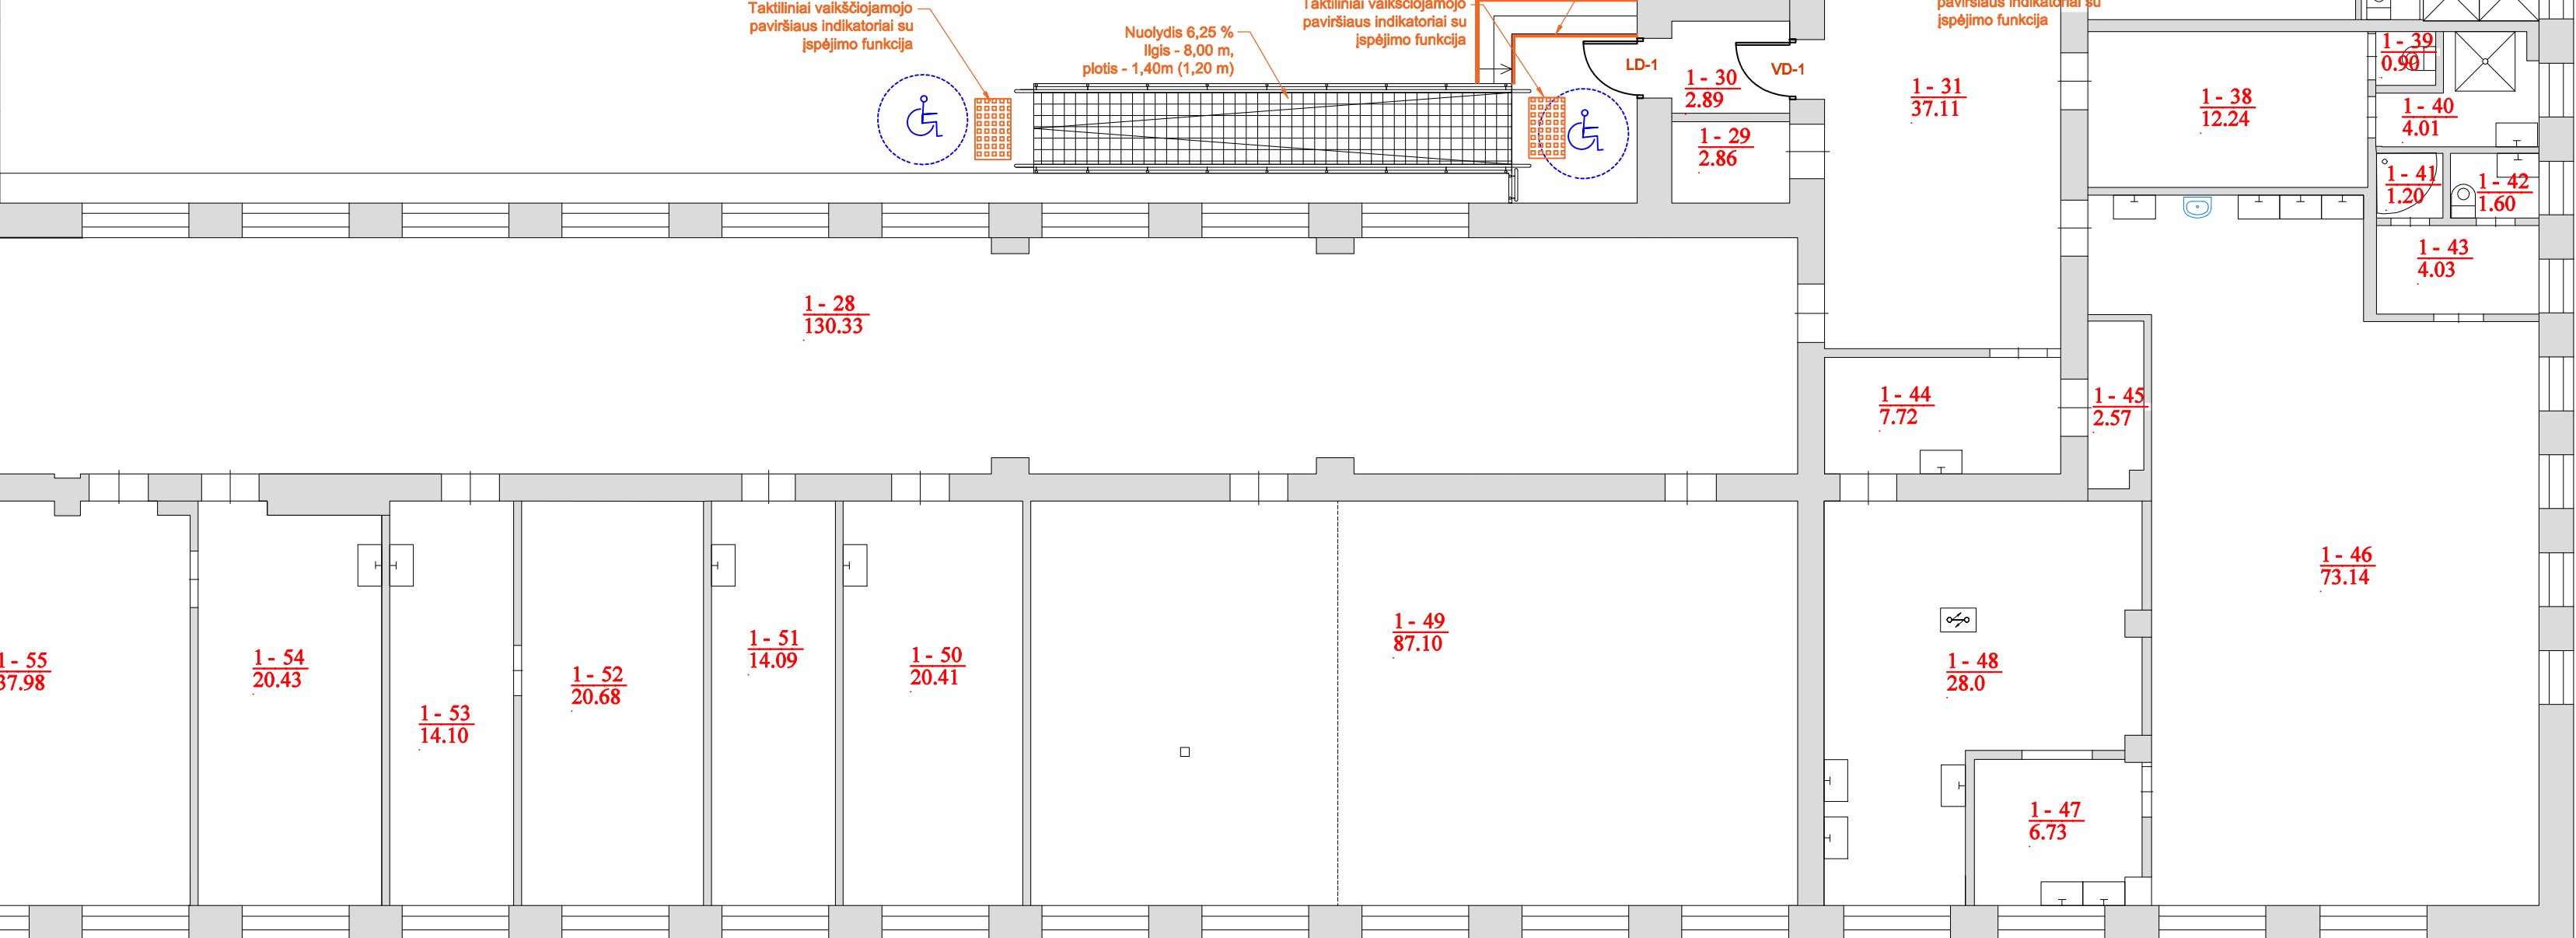 Taktiliniai vaikščiojamojo
paviršiaus indikatoriai su
įspėjimo funkcija
Nuolydis 6,25 %
Ilgis - 8,00 m,
plotis - 1,40m (1,20 m)
Taktiliniai vaikščiojamojo
paviršiaus indikatoriai su
įspėjimo funkcija
paviršiaus indikatoriai su
įspėjimo funkcija
LD-1
VD-1
1 - 30
2.89
1 - 29
2.86
1 - 31
37.11
1 - 38
12.24
1 - 39
0.90
1 - 40
4.01
1 - 41
1.20
1 - 42
1.60
1 - 43
4.03
1 - 28
130.33
1 - 44
7.72
1 - 45
2.57
1 - 46
73.14
1 - 55
37.98
1 - 54
20.43
1 - 53
14.10
1 - 52
20.68
1 - 51
14.09
1 - 50
20.41
1 - 49
87.10
1 - 48
28.0
1 - 47
6.73